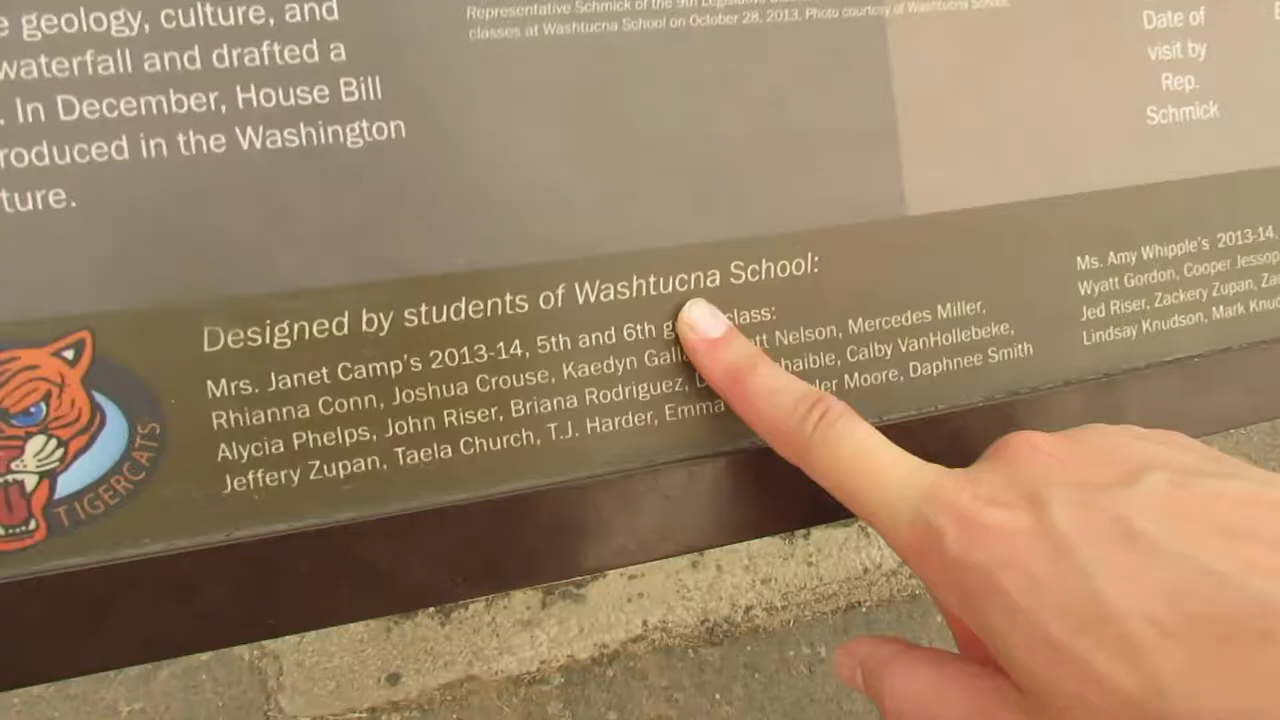 geology, culture, and
waterfall and drafted a
. In December, House Bill
roduced in the Washington
ture.
Representative Schmick of the 9th
classes at Washtucna School on October 28, 2013. Photo courtesy of Washtucna School.
Date of
visit by
Rep.
Schmick
Designed by students of Washtucna School:
Mrs. Janet Camp's 2013-14, 5th and 6th g class:
Rhianna Conn, Joshua Crouse, Kaedyn Gall tt Nelson, Mercedes Miller,
Alycia Phelps, John Riser, Briana Rodriguez, haible, Calby VanHollebeke,
Jeffery Zupan, Taela Church, T.J. Harder, Emma ler Moore, Daphnee Smith
Ms. Amy Whipple's 2013-14,
Wyatt Gordon, Cooper Jessop
Jed Riser, Zackery Zupan, Za
Lindsay Knudson, Mark Knu
TIGERCATS